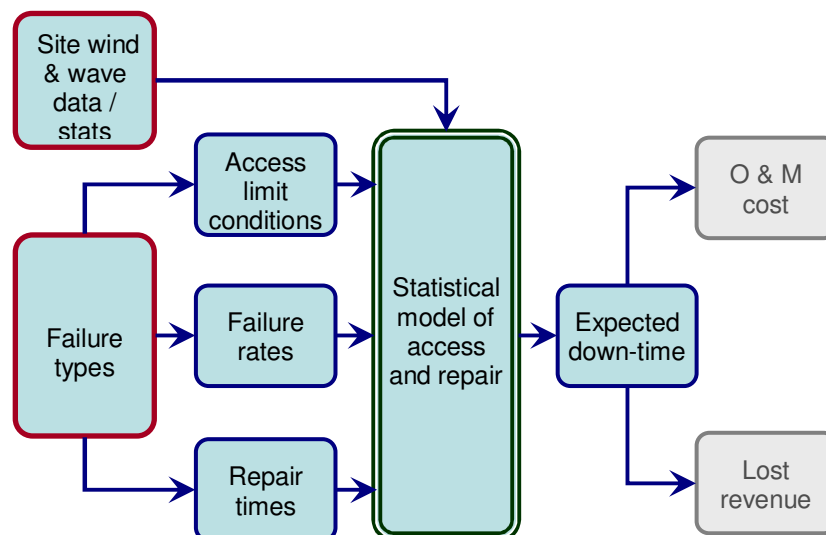 Site wind
& wave
data /
stats
Access
limit
conditions
O & M
cost
Failure
types
Failure
rates
Statistical
model of
access
and repair
Expected
down-time
Repair
times
Lost
revenue